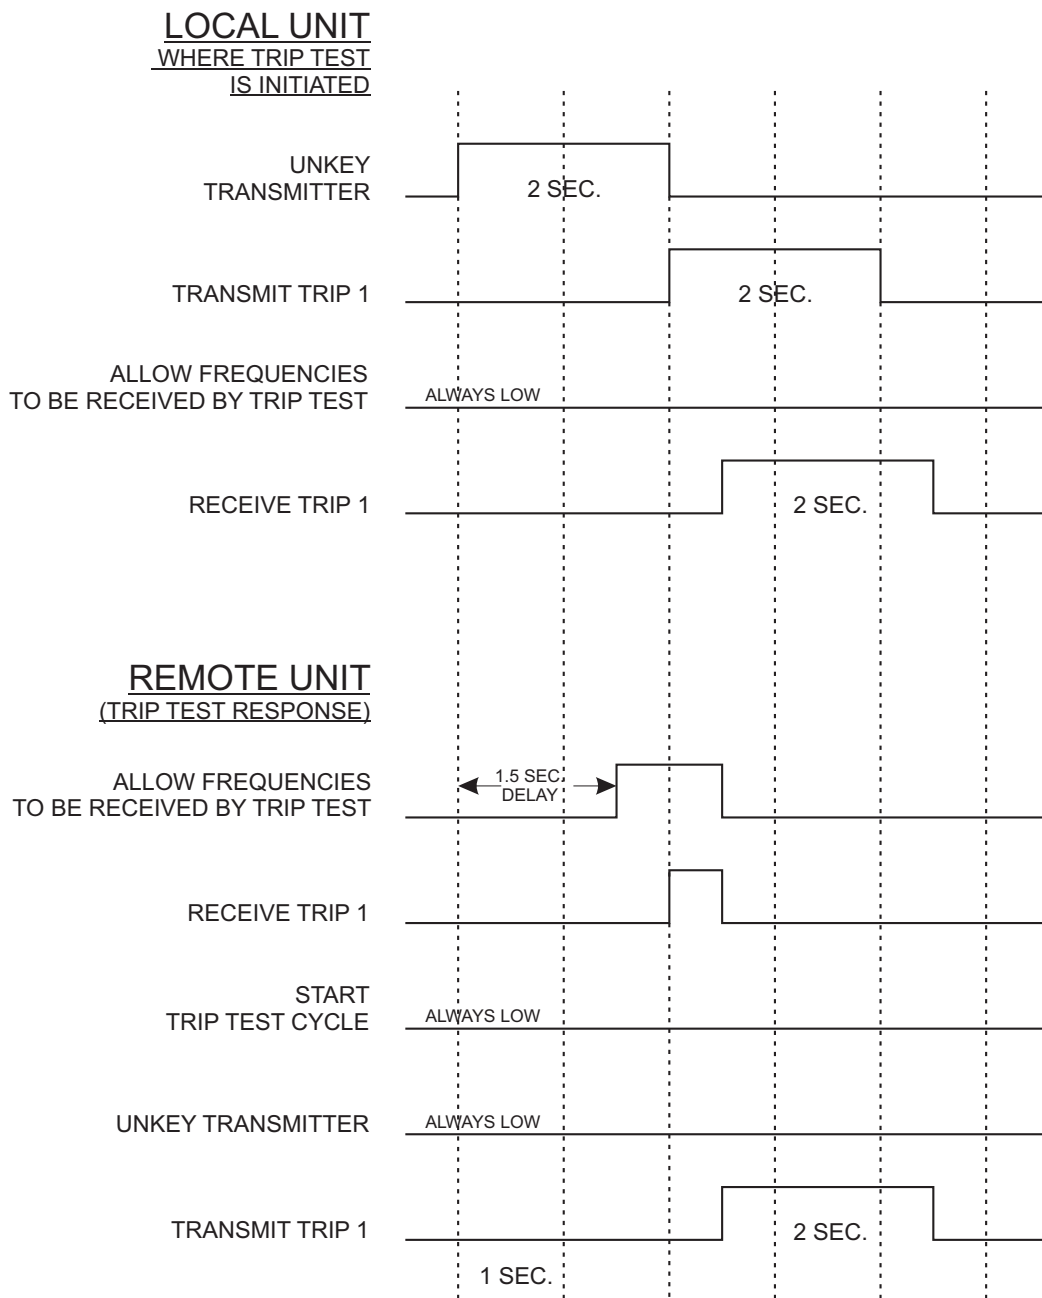 LOCAL UNIT
WHERE TRIP TEST
IS INITIATED
UNKEY
TRANSMITTER
2 SEC.
TRANSMIT TRIP 1
2 SEC.
ALLOW FREQUENCIES
TO BE RECEIVED BY TRIP TEST
ALWAYS LOW
RECEIVE TRIP 1
2 SEC.
REMOTE UNIT
(TRIP TEST RESPONSE)
ALLOW FREQUENCIES
TO BE RECEIVED BY TRIP TEST
1.5 SEC.
DELAY
RECEIVE TRIP 1
START
TRIP TEST CYCLE
ALWAYS LOW
UNKEY TRANSMITTER
ALWAYS LOW
TRANSMIT TRIP 1
2 SEC.
1 SEC.